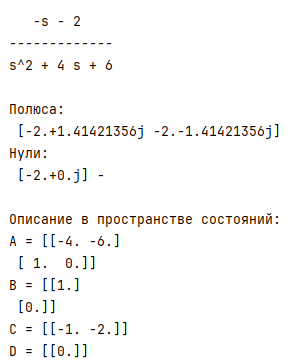 -s - 2
-------------
s^2 + 4 s + 6
Полюса:
[-2.+1.41421356j -2.-1.41421356j]
Нули:
[-2.+0.j] -
Описание в пространстве состояний:
A = [[-4. -6.]
[ 1.  0.]]
B = [[1.]
[0.]]
C = [[-1. -2.]]
D = [[0.]]